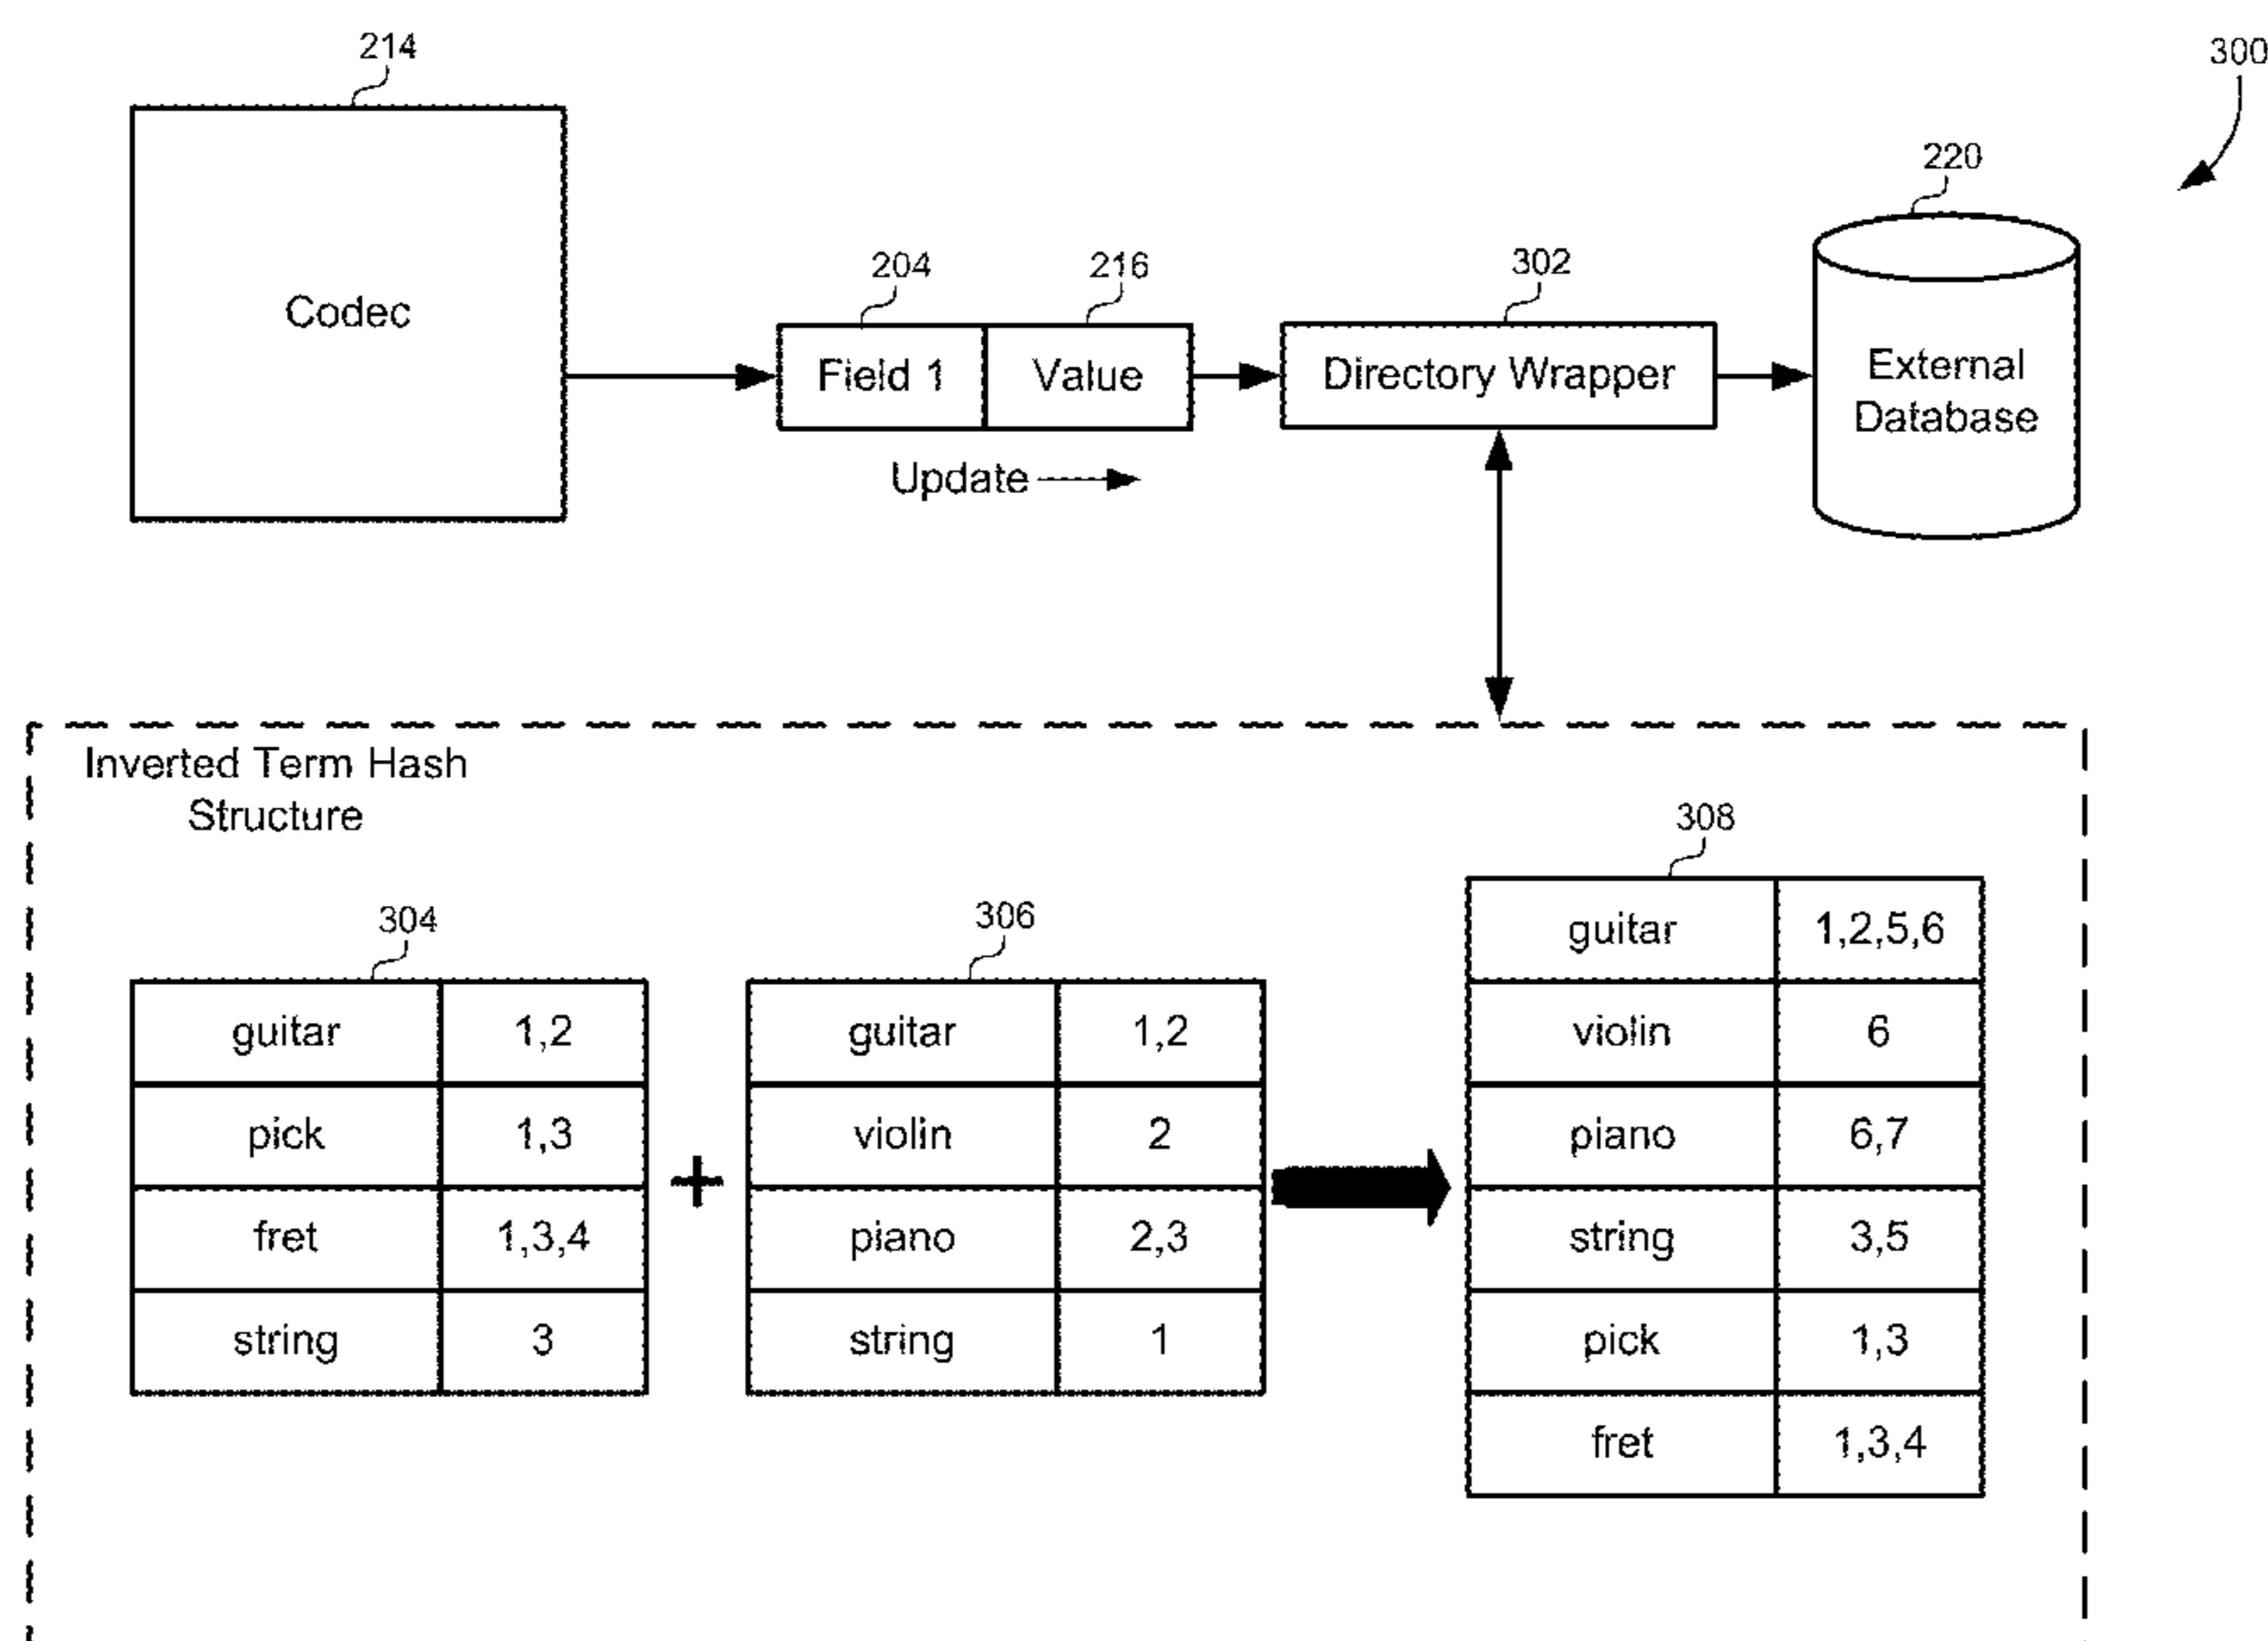 214
300
220
204
216
302
Codec
Field 1
Value
Directory Wrapper
External
Database
Update
Inverted Term Hash
Structure
308
304
306
guitar 1,2,5,6
violin 6
piano 6,7
string 3,5
pick 1,3
fret 1,3,4
guitar 1,2
pick 1,3
fret 1,3,4
string 3
+
guitar 1,2
violin 2
piano 2,3
string 1